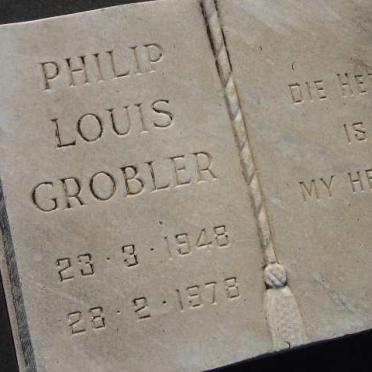 PHILIP
LOUIS
GROBLER
23·3·1948
28·2·1978
DIE
IS
MY